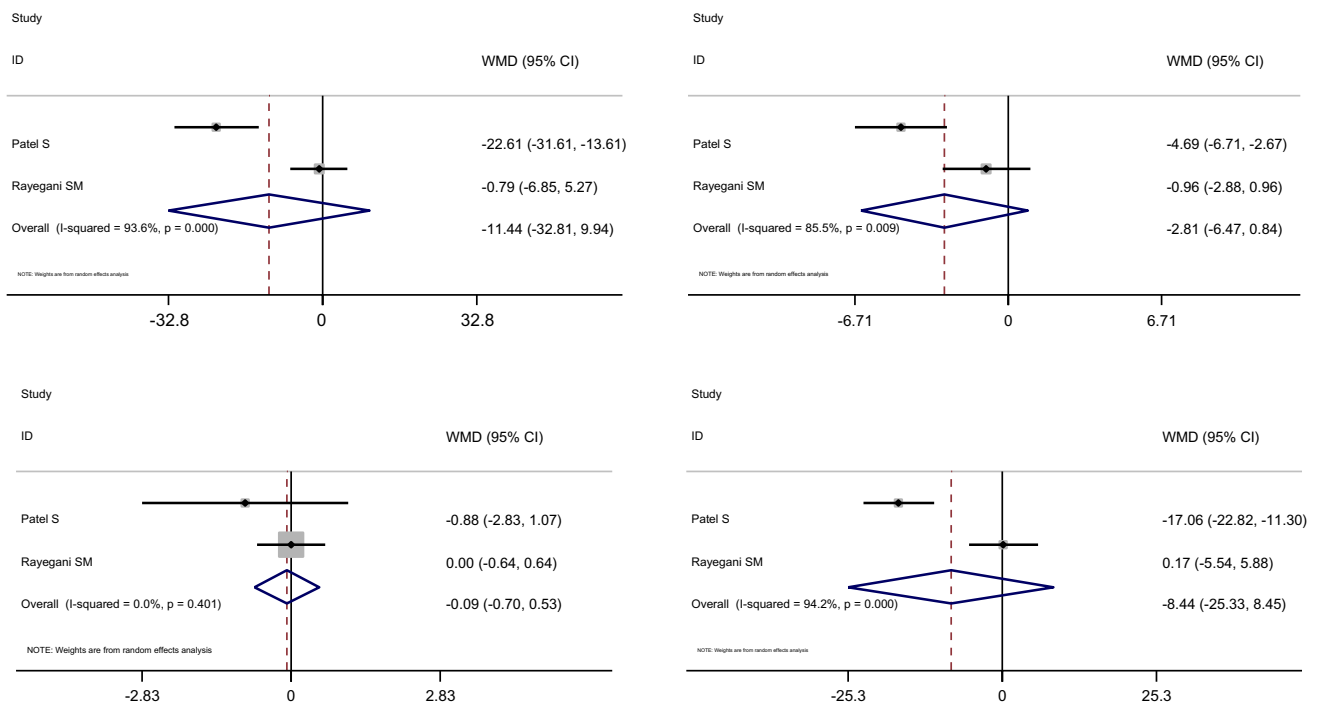 Study
ID
WMD (95% CI)
Patel S
-22.61 (-31.61, -13.61)
Rayegani SM
-0.79 (-6.85, 5.27)
Overall (I-squared = 93.6%, p = 0.000)
-11.44 (-32.81, 9.94)
NOTE: Weights are from random effects analysis
-32.8
0
32.8
Study
ID
WMD (95% CI)
Patel S
-4.69 (-6.71, -2.67)
Rayegani SM
-0.96 (-2.88, 0.96)
Overall (I-squared = 85.5%, p = 0.009)
-2.81 (-6.47, 0.84)
NOTE: Weights are from random effects analysis
-6.71
0
6.71
Study
ID
WMD (95% CI)
Patel S
-0.88 (-2.83, 1.07)
Rayegani SM
0.00 (-0.64, 0.64)
Overall (I-squared = 0.0%, p = 0.401)
-0.09 (-0.70, 0.53)
NOTE: Weights are from random effects analysis
-2.83
0
2.83
Study
ID
WMD (95% CI)
Patel S
-17.06 (-22.82, -11.30)
Rayegani SM
0.17 (-5.54, 5.88)
Overall (I-squared = 94.2%, p = 0.000)
-8.44 (-25.33, 8.45)
NOTE: Weights are from random effects analysis
-25.3
0
25.3